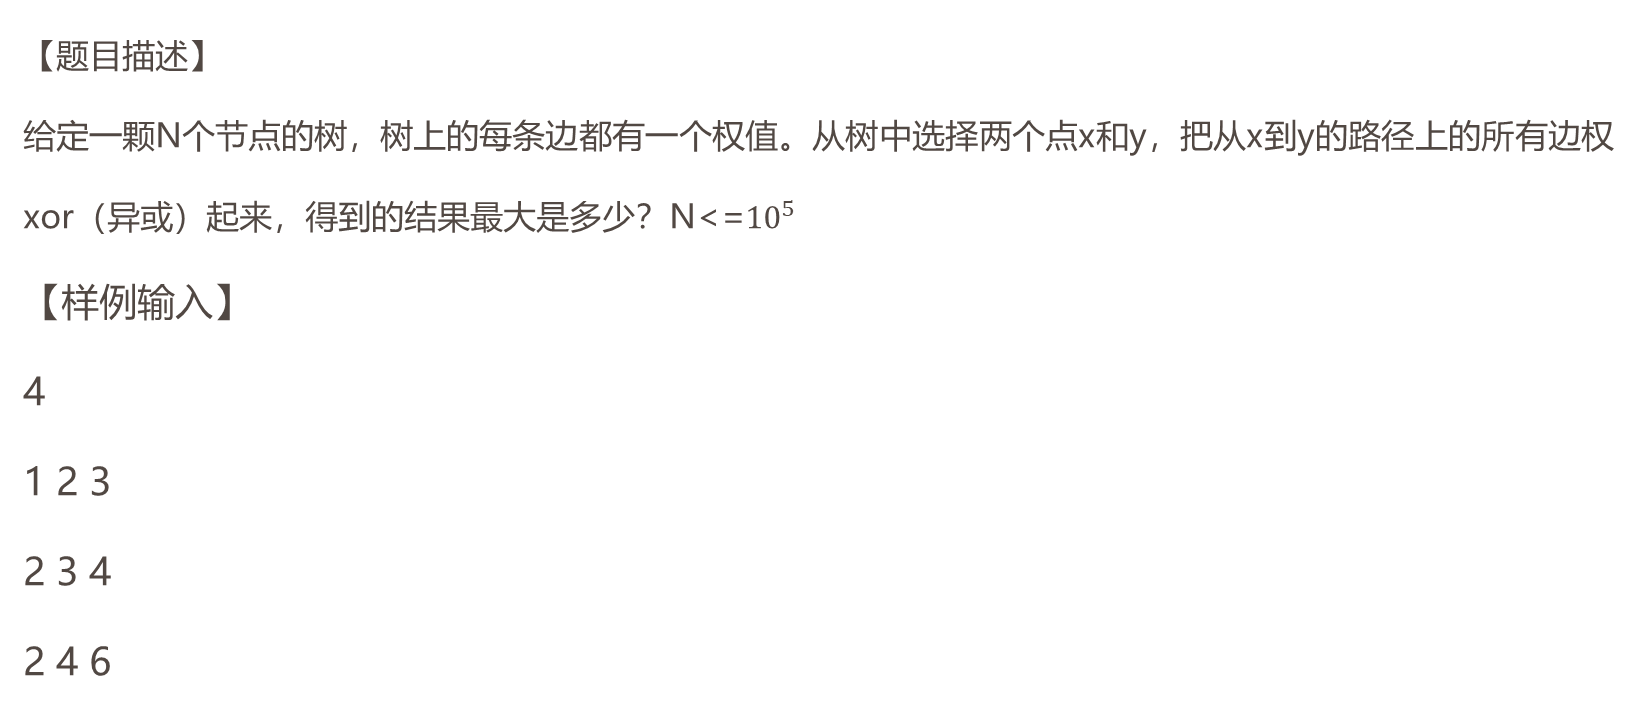 【题目描述】
给定一颗N个节点的树，树上的每条边都有一个权值。从树中选择两个点x和y，把从x到y的路径上的所有边权
xor（异或）起来，得到的结果最大是多少？N<=10⁵
【样例输入】
4
1 2 3
2 3 4
2 4 6